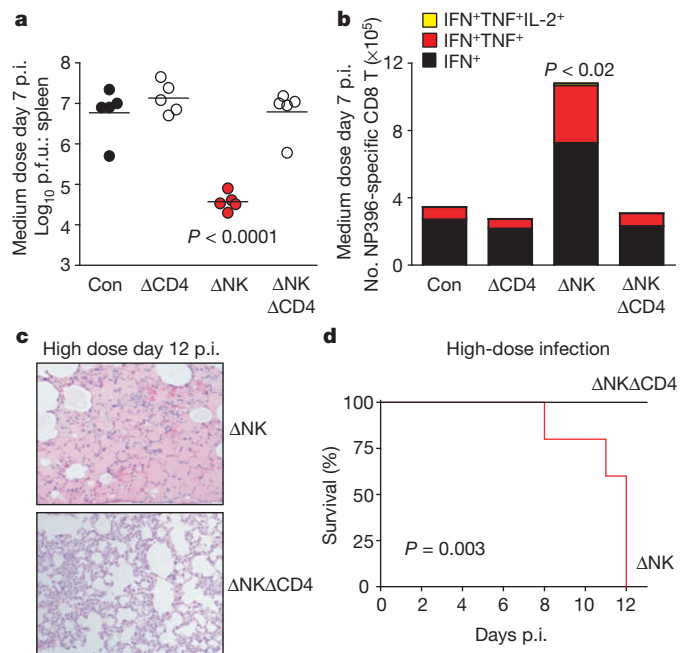 a
Medium dose day 7 p.i.
Log10 p.f.u.: spleen
8
7
6
5
4
3
P < 0.0001
Con
ΔCD4
ΔNK
ΔNK
ΔCD4
b
IFN+TNF+IL-2+
IFN+TNF+
IFN+
Medium dose day 7 p.i.
No. NP396-specific CD8 T (×10⁵)
12
8
4
0
P < 0.02
Con
ΔCD4
ΔNK
ΔNK
ΔCD4
c
High dose day 12 p.i.
ΔNK
ΔNKΔCD4
d
High-dose infection
ΔNKΔCD4
Survival (%)
100
75
50
25
0
P = 0.003
ΔNK
0 2 4 6 8 10 12
Days p.i.